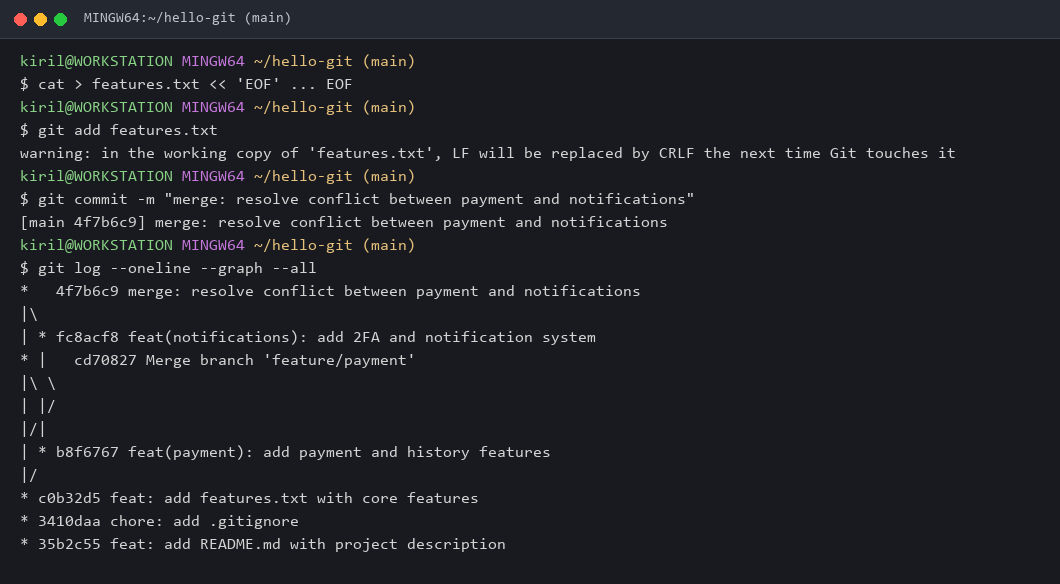 MINGW64:~/hello-git (main)
kiril@WORKSTATION MINGW64 ~/hello-git (main)
$ cat > features.txt << 'EOF' ... EOF
kiril@WORKSTATION MINGW64 ~/hello-git (main)
$ git add features.txt
warning: in the working copy of 'features.txt', LF will be replaced by CRLF the next time Git touches it
kiril@WORKSTATION MINGW64 ~/hello-git (main)
$ git commit -m "merge: resolve conflict between payment and notifications"
[main 4f7b6c9] merge: resolve conflict between payment and notifications
kiril@WORKSTATION MINGW64 ~/hello-git (main)
$ git log --oneline --graph --all
*   4f7b6c9 merge: resolve conflict between payment and notifications
|\
| * fc8acf8 feat(notifications): add 2FA and notification system
* |   cd70827 Merge branch 'feature/payment'
|\ \
| |/
|/|
| * b8f6767 feat(payment): add payment and history features
|/
* c0b32d5 feat: add features.txt with core features
* 3410daa chore: add .gitignore
* 35b2c55 feat: add README.md with project description